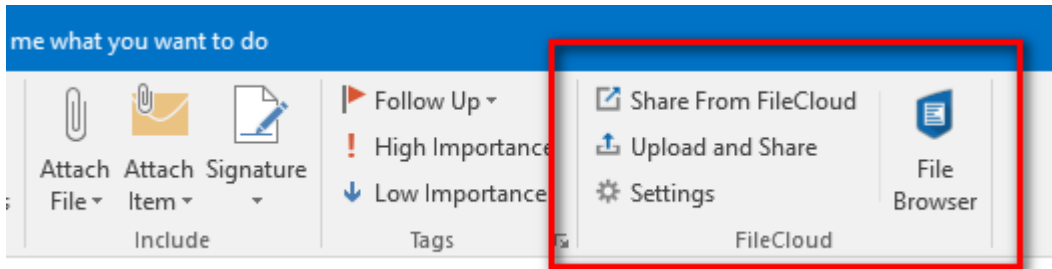 me what you want to do
Attach File
Attach Item
Signature
Include
Follow Up
High Importance
Low Importance
Tags
Share From FileCloud
Upload and Share
Settings
File Browser
FileCloud